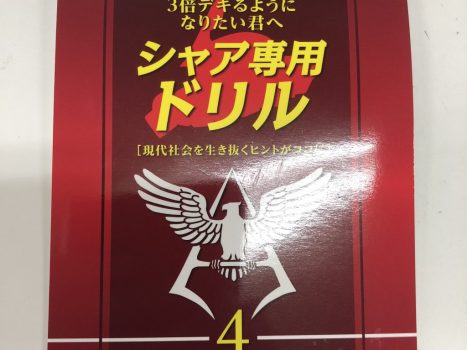 3倍デキるように
なりたい君へ
シャア専用
ドリル
[現代社会を生き抜くヒントがココに
4